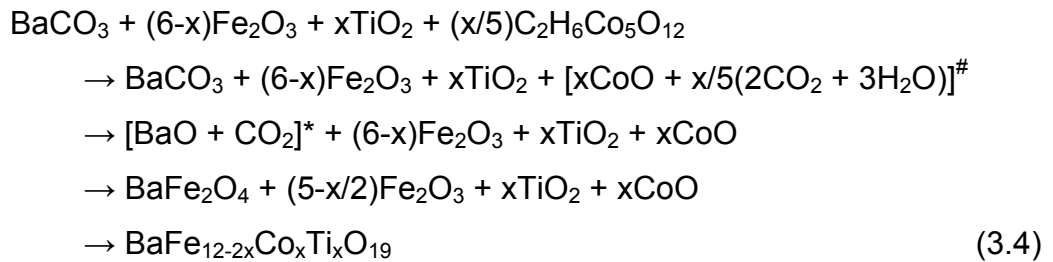 BaCO₃ + (6-x)Fe₂O₃ + xTiO₂ + (x/5)C₂H₆Co₅O₁₂
→ BaCO₃ + (6-x)Fe₂O₃ + xTiO₂ + [xCoO + x/5(2CO₂ + 3H₂O)]#
→ [BaO + CO₂]* + (6-x)Fe₂O₃ + xTiO₂ + xCoO
→ BaFe₂O₄ + (5-x/2)Fe₂O₃ + xTiO₂ + xCoO
→ BaFe₁₂₋₂ₓCoₓTiₓO₁₉ (3.4)